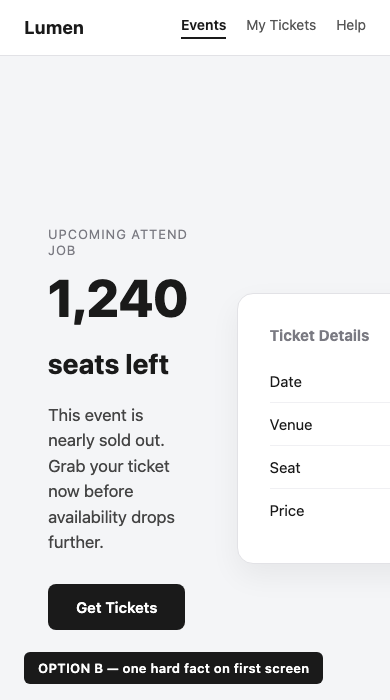 Lumen
Events
My Tickets
Help
UPCOMING ATTEND
JOB
1,240
seats left
This event is
nearly sold out.
Grab your ticket
now before
availability drops
further.
Get Tickets
Ticket Details
Date
Venue
Seat
Price
OPTION B — one hard fact on first screen